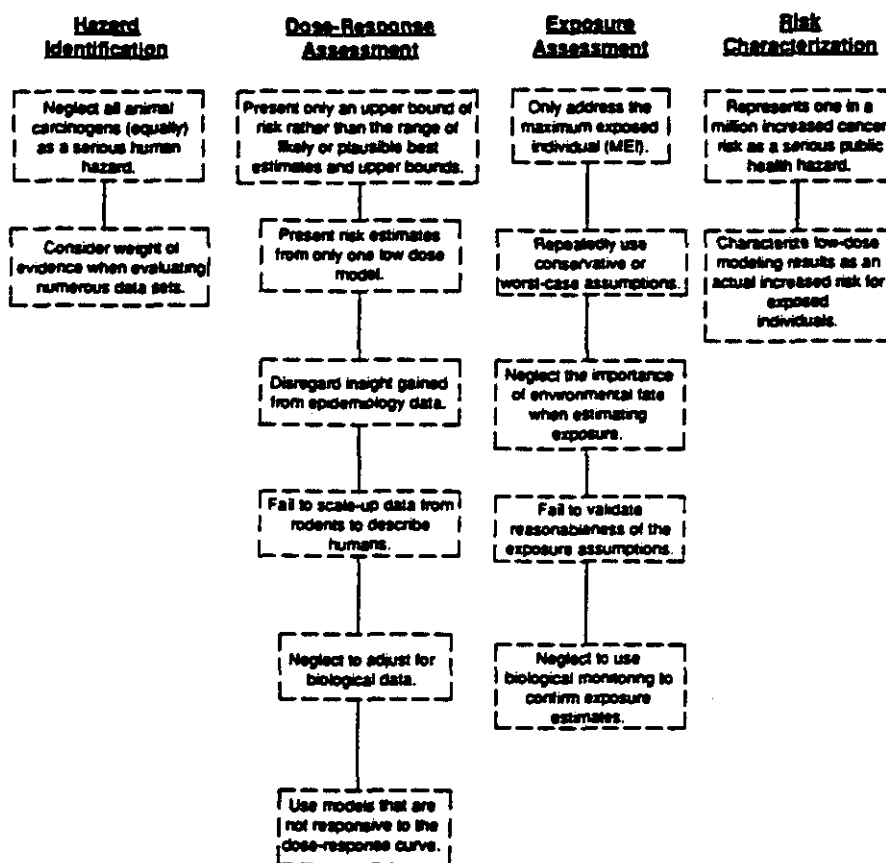 Hazard
Identification
Neglect all animal
carcinogens (equally)
as a serious human
hazard.
Consider weight of
evidence when evaluating
numerous data sets.
Dose-Response
Assessment
Present only an upper bound of
risk rather than the range of
likely or plausible best
estimates and upper bounds.
Present risk estimates
from only one low dose
model.
Disregard insight gained
from epidemiology data.
Fail to scale-up data from
rodents to describe
humans.
Neglect to adjust for
biological data.
Use models that are
not responsive to the
dose-response curve.
Exposure
Assessment
Only address the
maximum exposed
individual (MEI).
Repeatedly use
conservative or
worst-case assumptions.
Neglect the importance
of environmental fate
when estimating
exposure.
Fail to validate
reasonableness of the
exposure assumptions.
Neglect to use
biological monitoring to
confirm exposure
estimates.
Risk
Characterization
Represents one in a
million increased cancer
risk as a serious public
health hazard.
Characterize low-dose
modeling results as an
actual increased risk for
exposed
individuals.